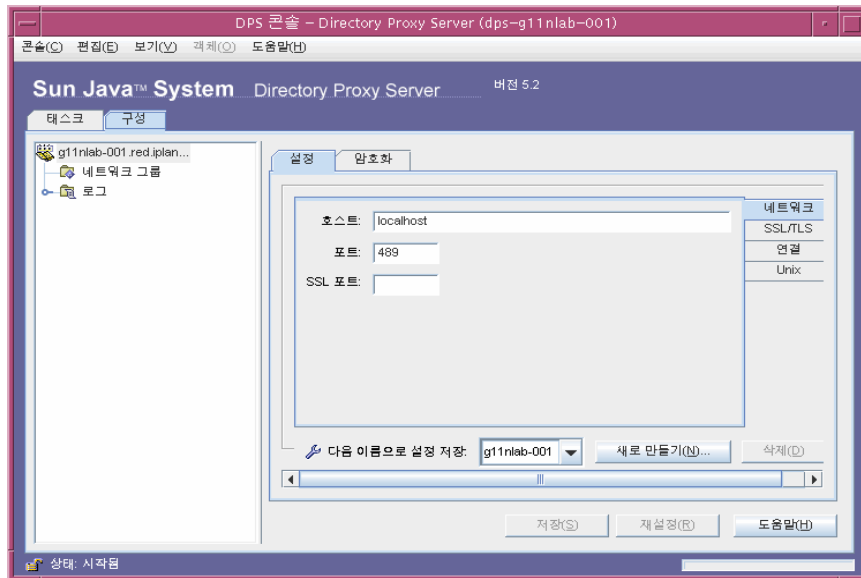 DPS 콘솔 – Directory Proxy Server (dps-g11nlab-001)
콘솔(C) 편집(E) 보기(V) 객체(O) 도움말(H)
Sun Java™ System Directory Proxy Server 버전 5.2
태스크 구성
g11nlab-001.red.iplan...
네트워크 그룹
로그
설정 암호화
호스트: localhost
포트: 489
SSL 포트:
네트워크
SSL/TLS
연결
Unix
다음 이름으로 설정 저장: g11nlab-001 새로 만들기(N)... 삭제(D)
저장(S) 재설정(R) 도움말(H)
상태: 시작됨